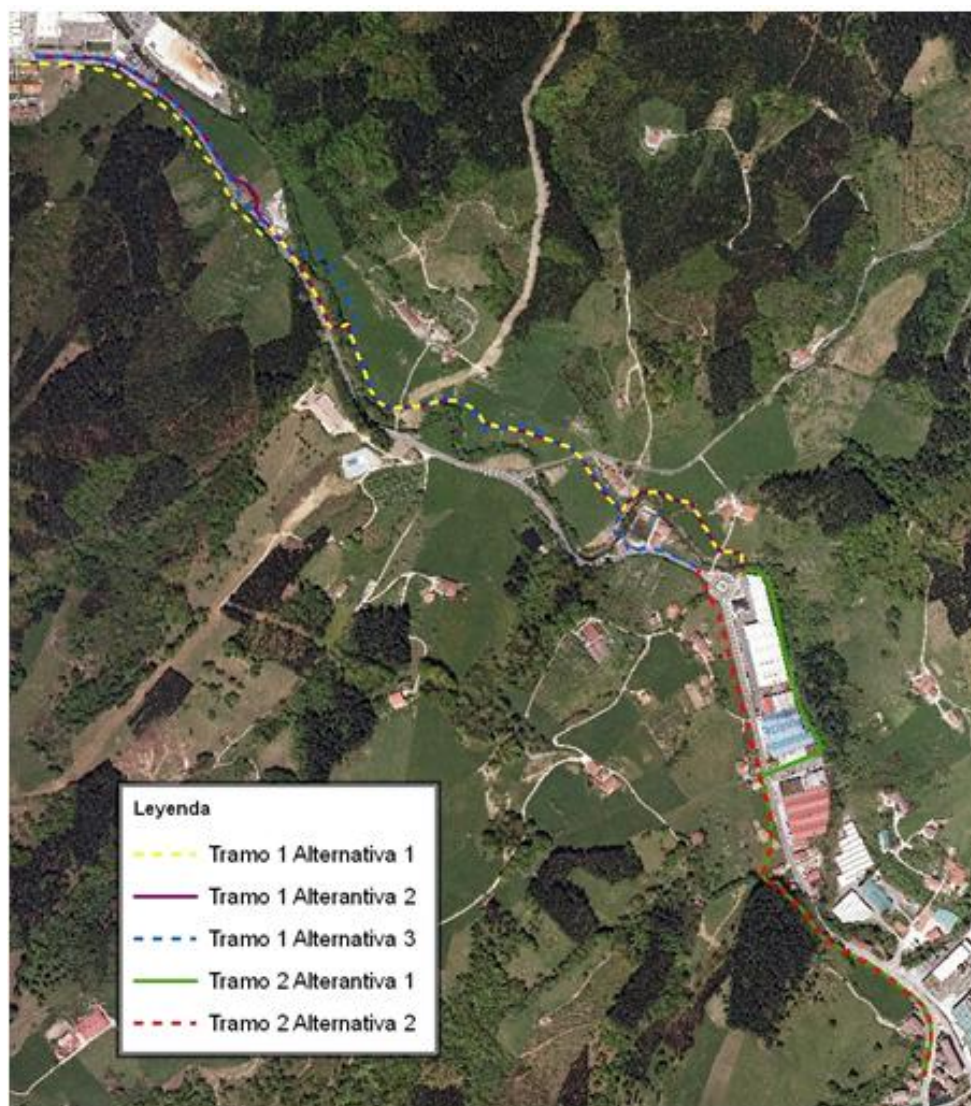 Leyenda
Tramo 1 Alternativa 1
Tramo 1 Alterantiva 2
Tramo 1 Alternativa 3
Tramo 2 Alterantiva 1
Tramo 2 Alternativa 2